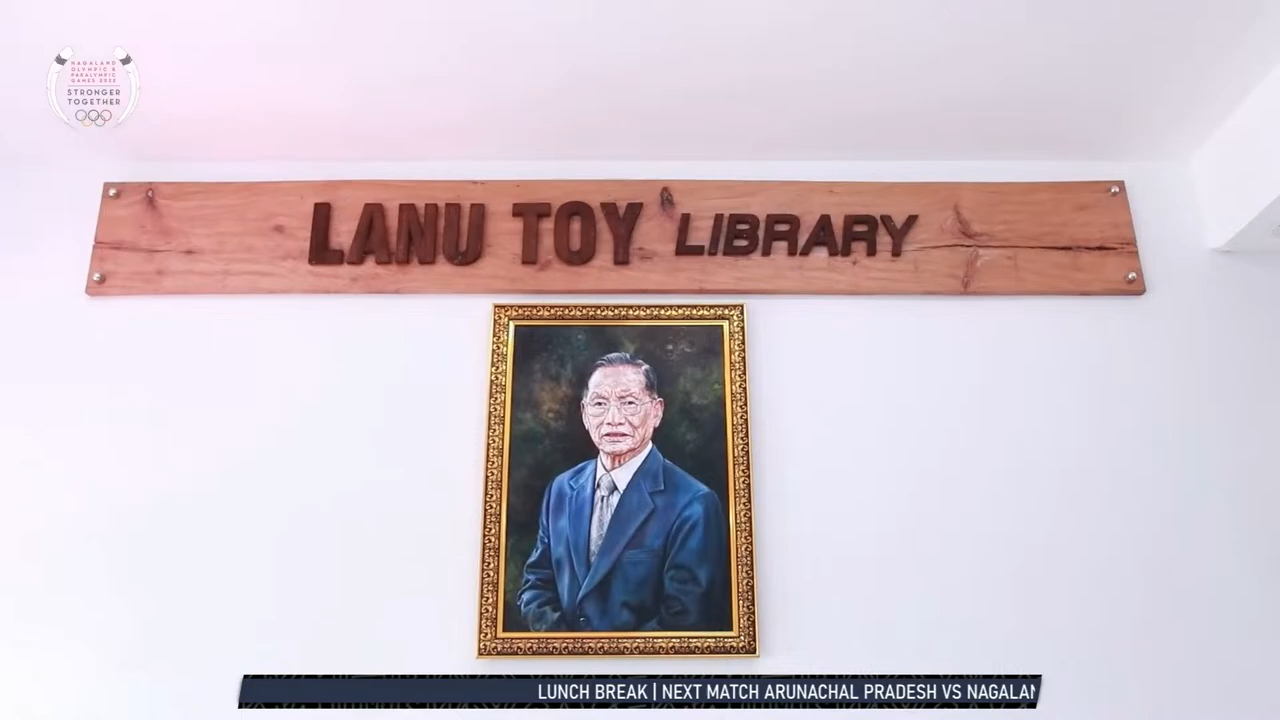 NAGALAND
OLYMPIC &
PARALYMPIC
GAMES 2022
STRONGER
TOGETHER
LANU TOY LIBRARY
LUNCH BREAK | NEXT MATCH ARUNACHAL PRADESH VS NAGALAN